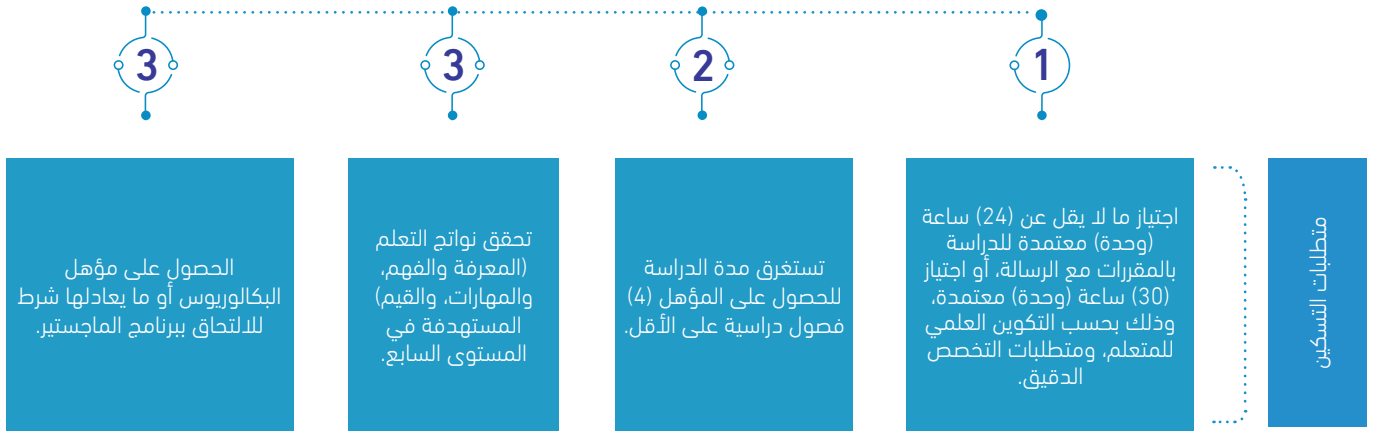 متطلبات التسكين
1
اجتياز ما لا يقل عن (24) ساعة
(وحدة) معتمدة للدراسة
بالمقررات مع الرسالة، أو اجتياز
(30) ساعة (وحدة) معتمدة،
وذلك بحسب التكوين العلمي
للمتعلم، ومتطلبات التخصص
الدقيق.
2
تستغرق مدة الدراسة
للحصول على المؤهل (4)
فصول دراسية على الأقل.
3
تحقق نواتج التعلم
(المعرفة والفهم،
والمهارات، والقيم)
المستهدفة في
المستوى السابع.
3
الحصول على مؤهل
البكالوريوس أو ما يعادلها شرط
للالتحاق ببرنامج الماجستير.